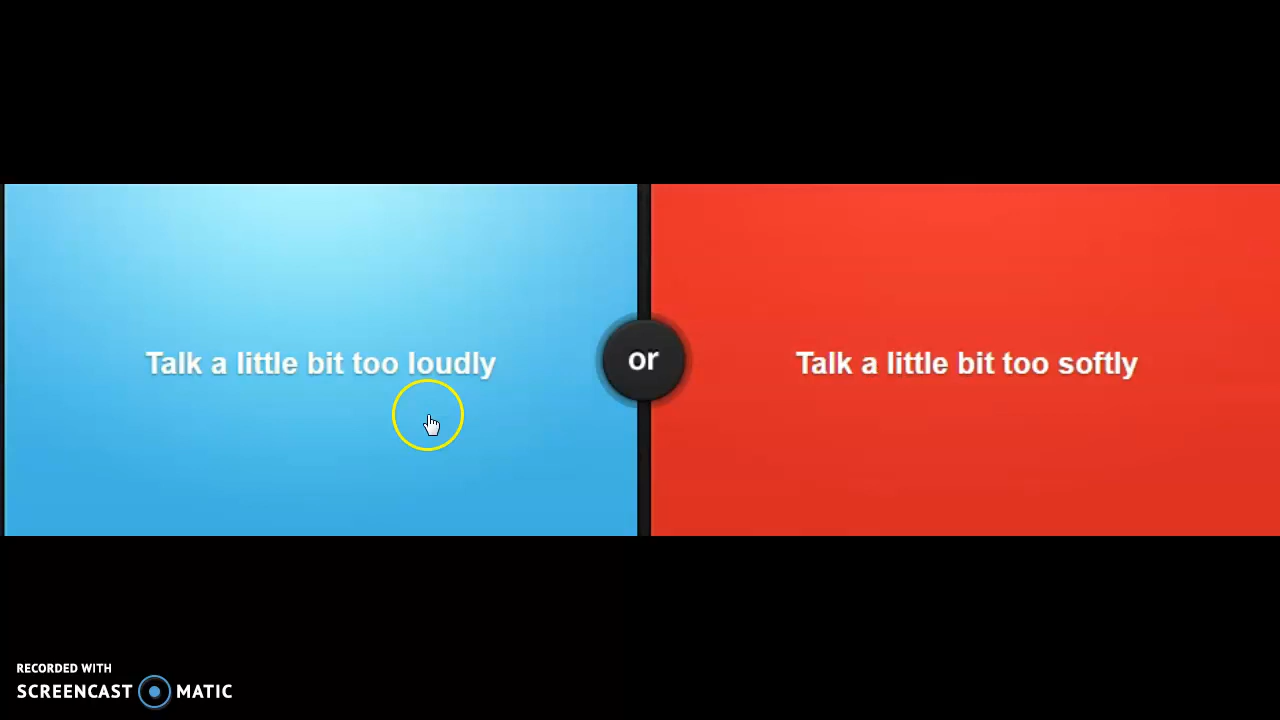 Talk a little bit too loudly
or
Talk a little bit too softly
RECORDED WITH
SCREENCAST MATIC